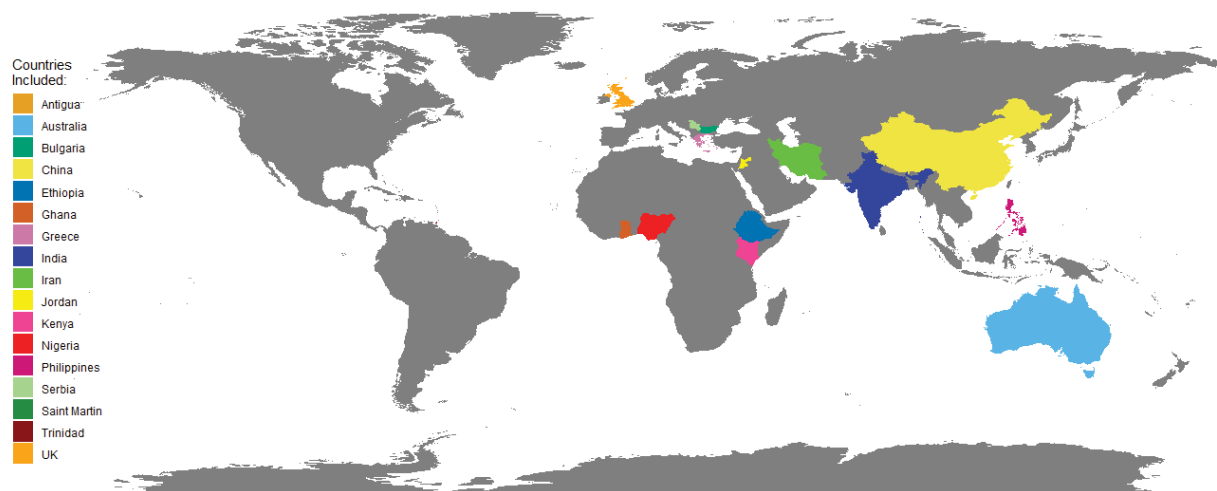 Countries
Included:
Antigua
Australia
Bulgaria
China
Ethiopia
Ghana
Greece
India
Iran
Jordan
Kenya
Nigeria
Philippines
Serbia
Saint Martin
Trinidad
UK